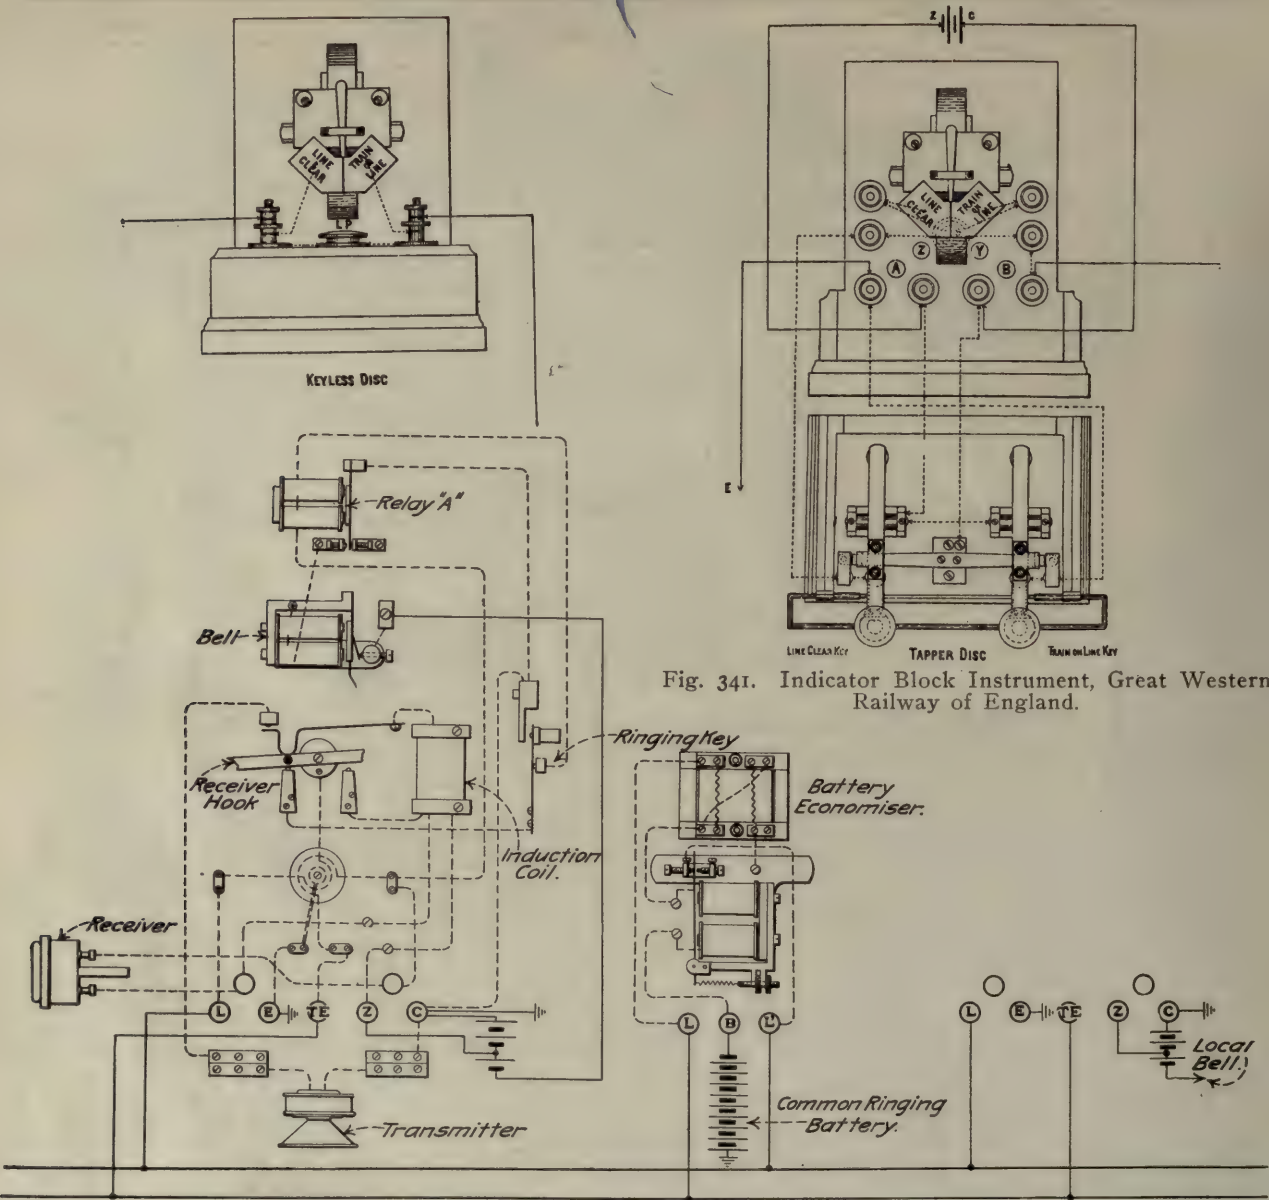 Z C
LINE CLEAR
TRAIN ON LINE
L P
KEYLESS DISC
LINE CLEAR
TRAIN ON LINE
Z Y
A B
E
LINE CLEAR KEY
TAPPER DISC
TRAIN ON LINE KEY
Fig. 341. Indicator Block Instrument, Great Western
Railway of England.
Relay "A"
Bell
Ringing Key
Receiver
Hook
Induction
Coil.
Battery
Economiser.
Receiver
L E TE Z C
L B L'
L E TE Z C
Local
Bell.
Common Ringing
Battery.
Transmitter